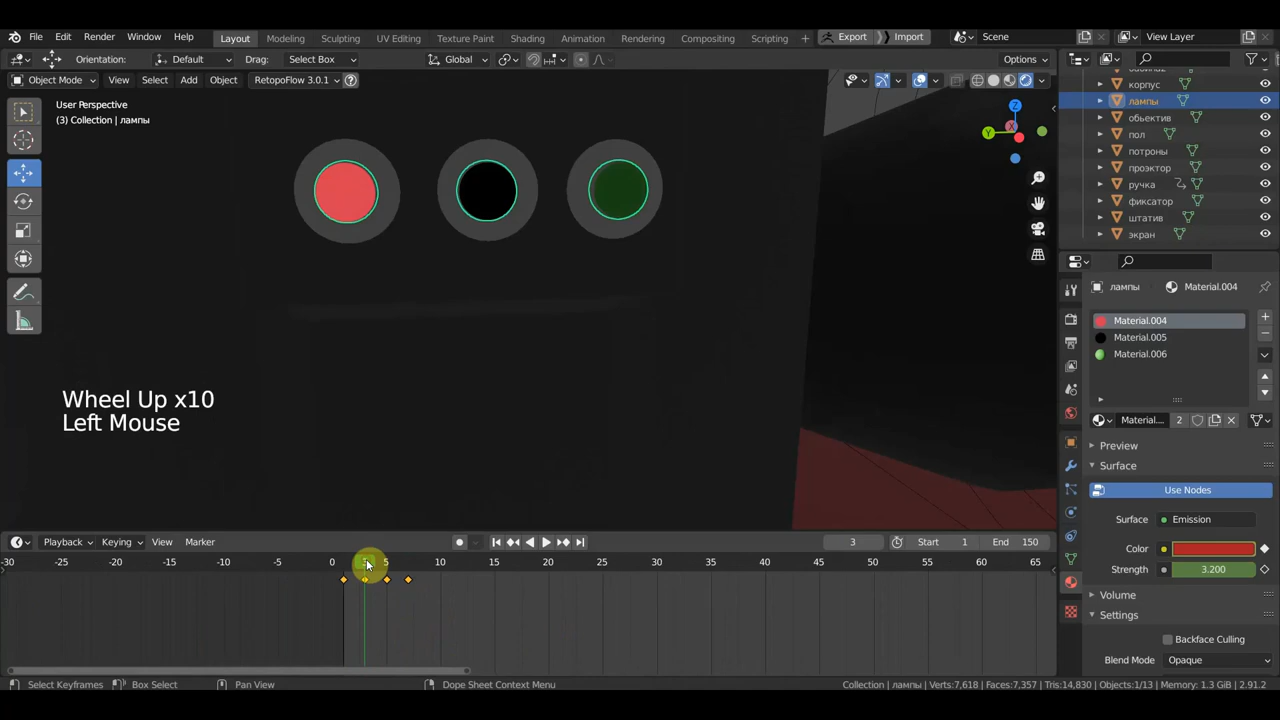 File Edit Render Window Help Layout Modeling Sculpting UV Editing Texture Paint Shading Animation Rendering Compositing Scripting + Export Import Scene View Layer
Orientation: Default Drag: Select Box Global Options
Object Mode View Select Add Object RetopoFlow 3.0.1
User Perspective
(3) Collection | лампы
Z
Y
X
корпус
лампы
обьектив
пол
потроны
проэктор
ручка
фиксатор
штатив
экран
лампы Material.004
Material.004
Material.005
Material.006
Material... 2
Preview
Surface
Use Nodes
Surface Emission
Color
Strength 3.200
Volume
Settings
Backface Culling
Blend Mode Opaque
Wheel Up x10
Left Mouse
Playback Keying View Marker 3 Start 1 End 150
-30 -25 -20 -15 -10 -5 0 5 10 15 20 25 30 35 40 45 50 55 60 65
Select Keyframes Box Select Pan View Dope Sheet Context Menu Collection | лампы | Verts:7,618 | Faces:7,357 | Tris:14,830 | Objects:1/13 | Memory: 1.3 GiB | 2.91.2